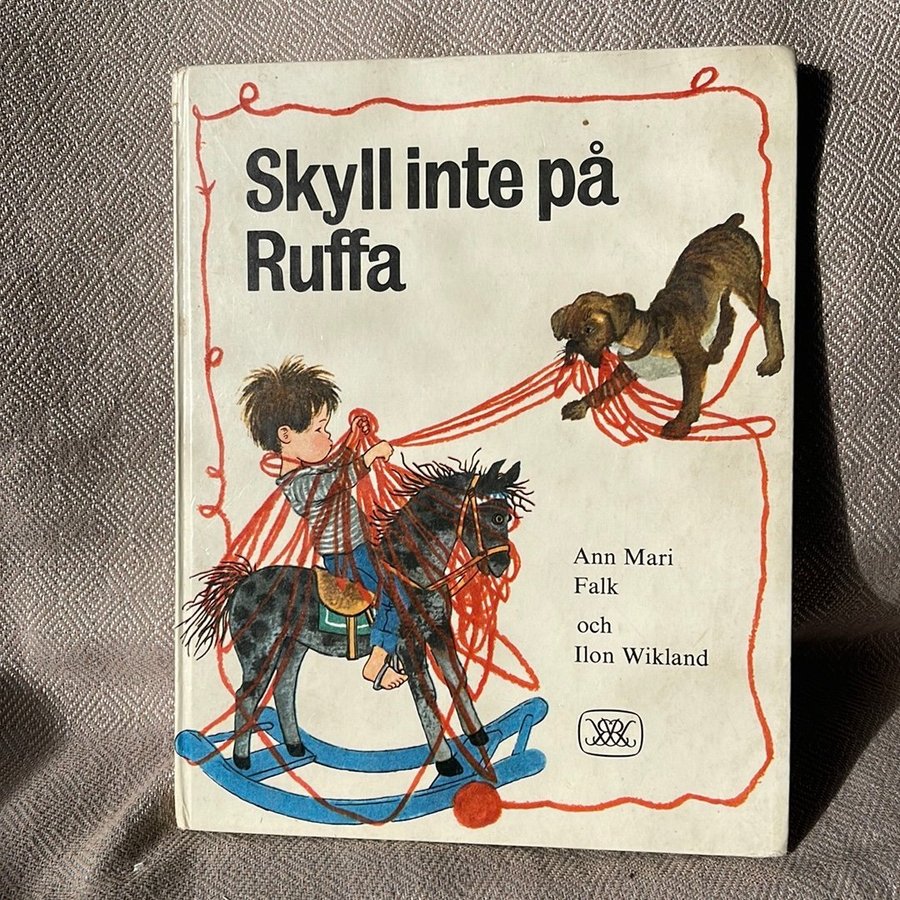 Skyll inte på
Ruffa
Ann Mari
Falk
och
Ilon Wikland